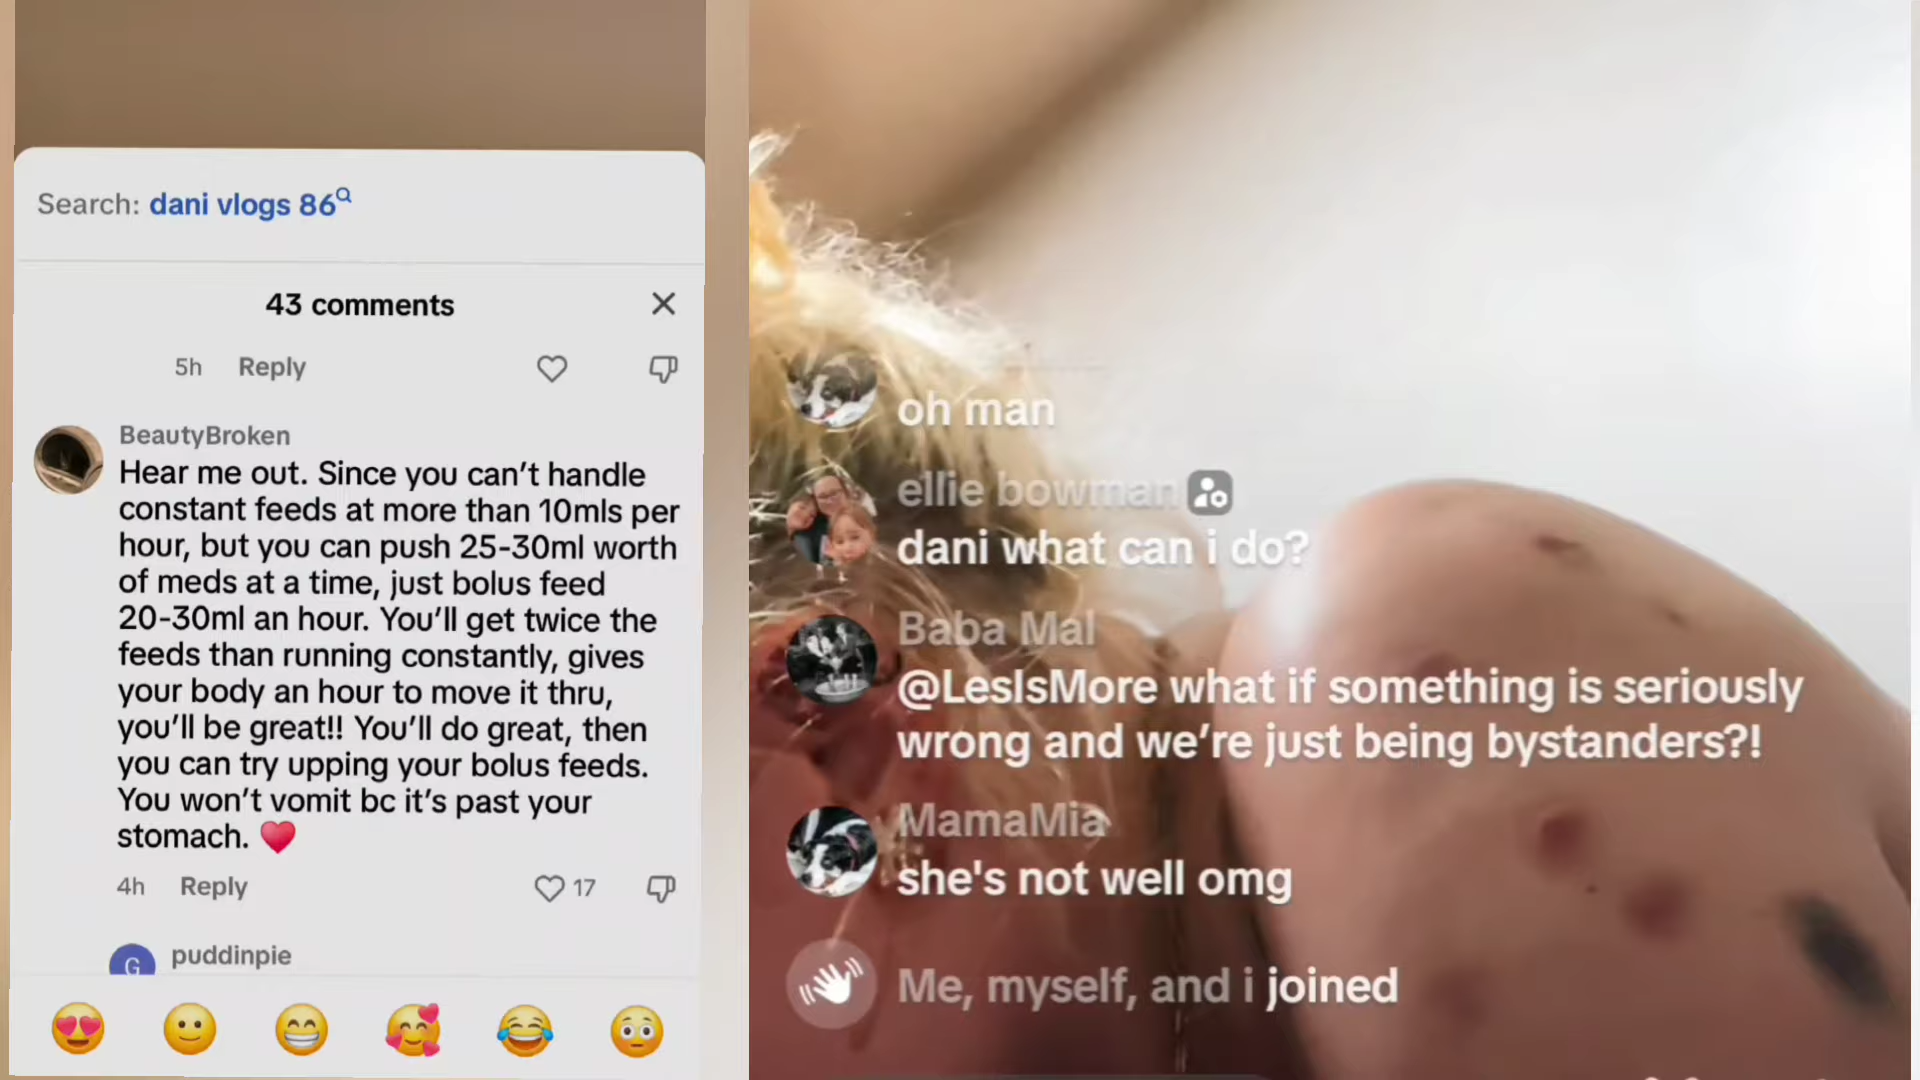 Search: dani vlogs 86
43 comments
5h Reply
BeautyBroken
Hear me out. Since you can't handle
constant feeds at more than 10mls per
hour, but you can push 25-30ml worth
of meds at a time, just bolus feed
20-30ml an hour. You'll get twice the
feeds than running constantly, gives
your body an hour to move it thru,
you'll be great!! You'll do great, then
you can try upping your bolus feeds.
You won't vomit bc it's past your
stomach. ❤️
4h Reply 17
G puddinpie
😍 🙂 😁 🥰 😂 😳
oh man
ellie bowman
dani what can i do?
Baba Mal
@LesIsMore what if something is seriously
wrong and we're just being bystanders?!
MamaMia
she's not well omg
Me, myself, and i joined